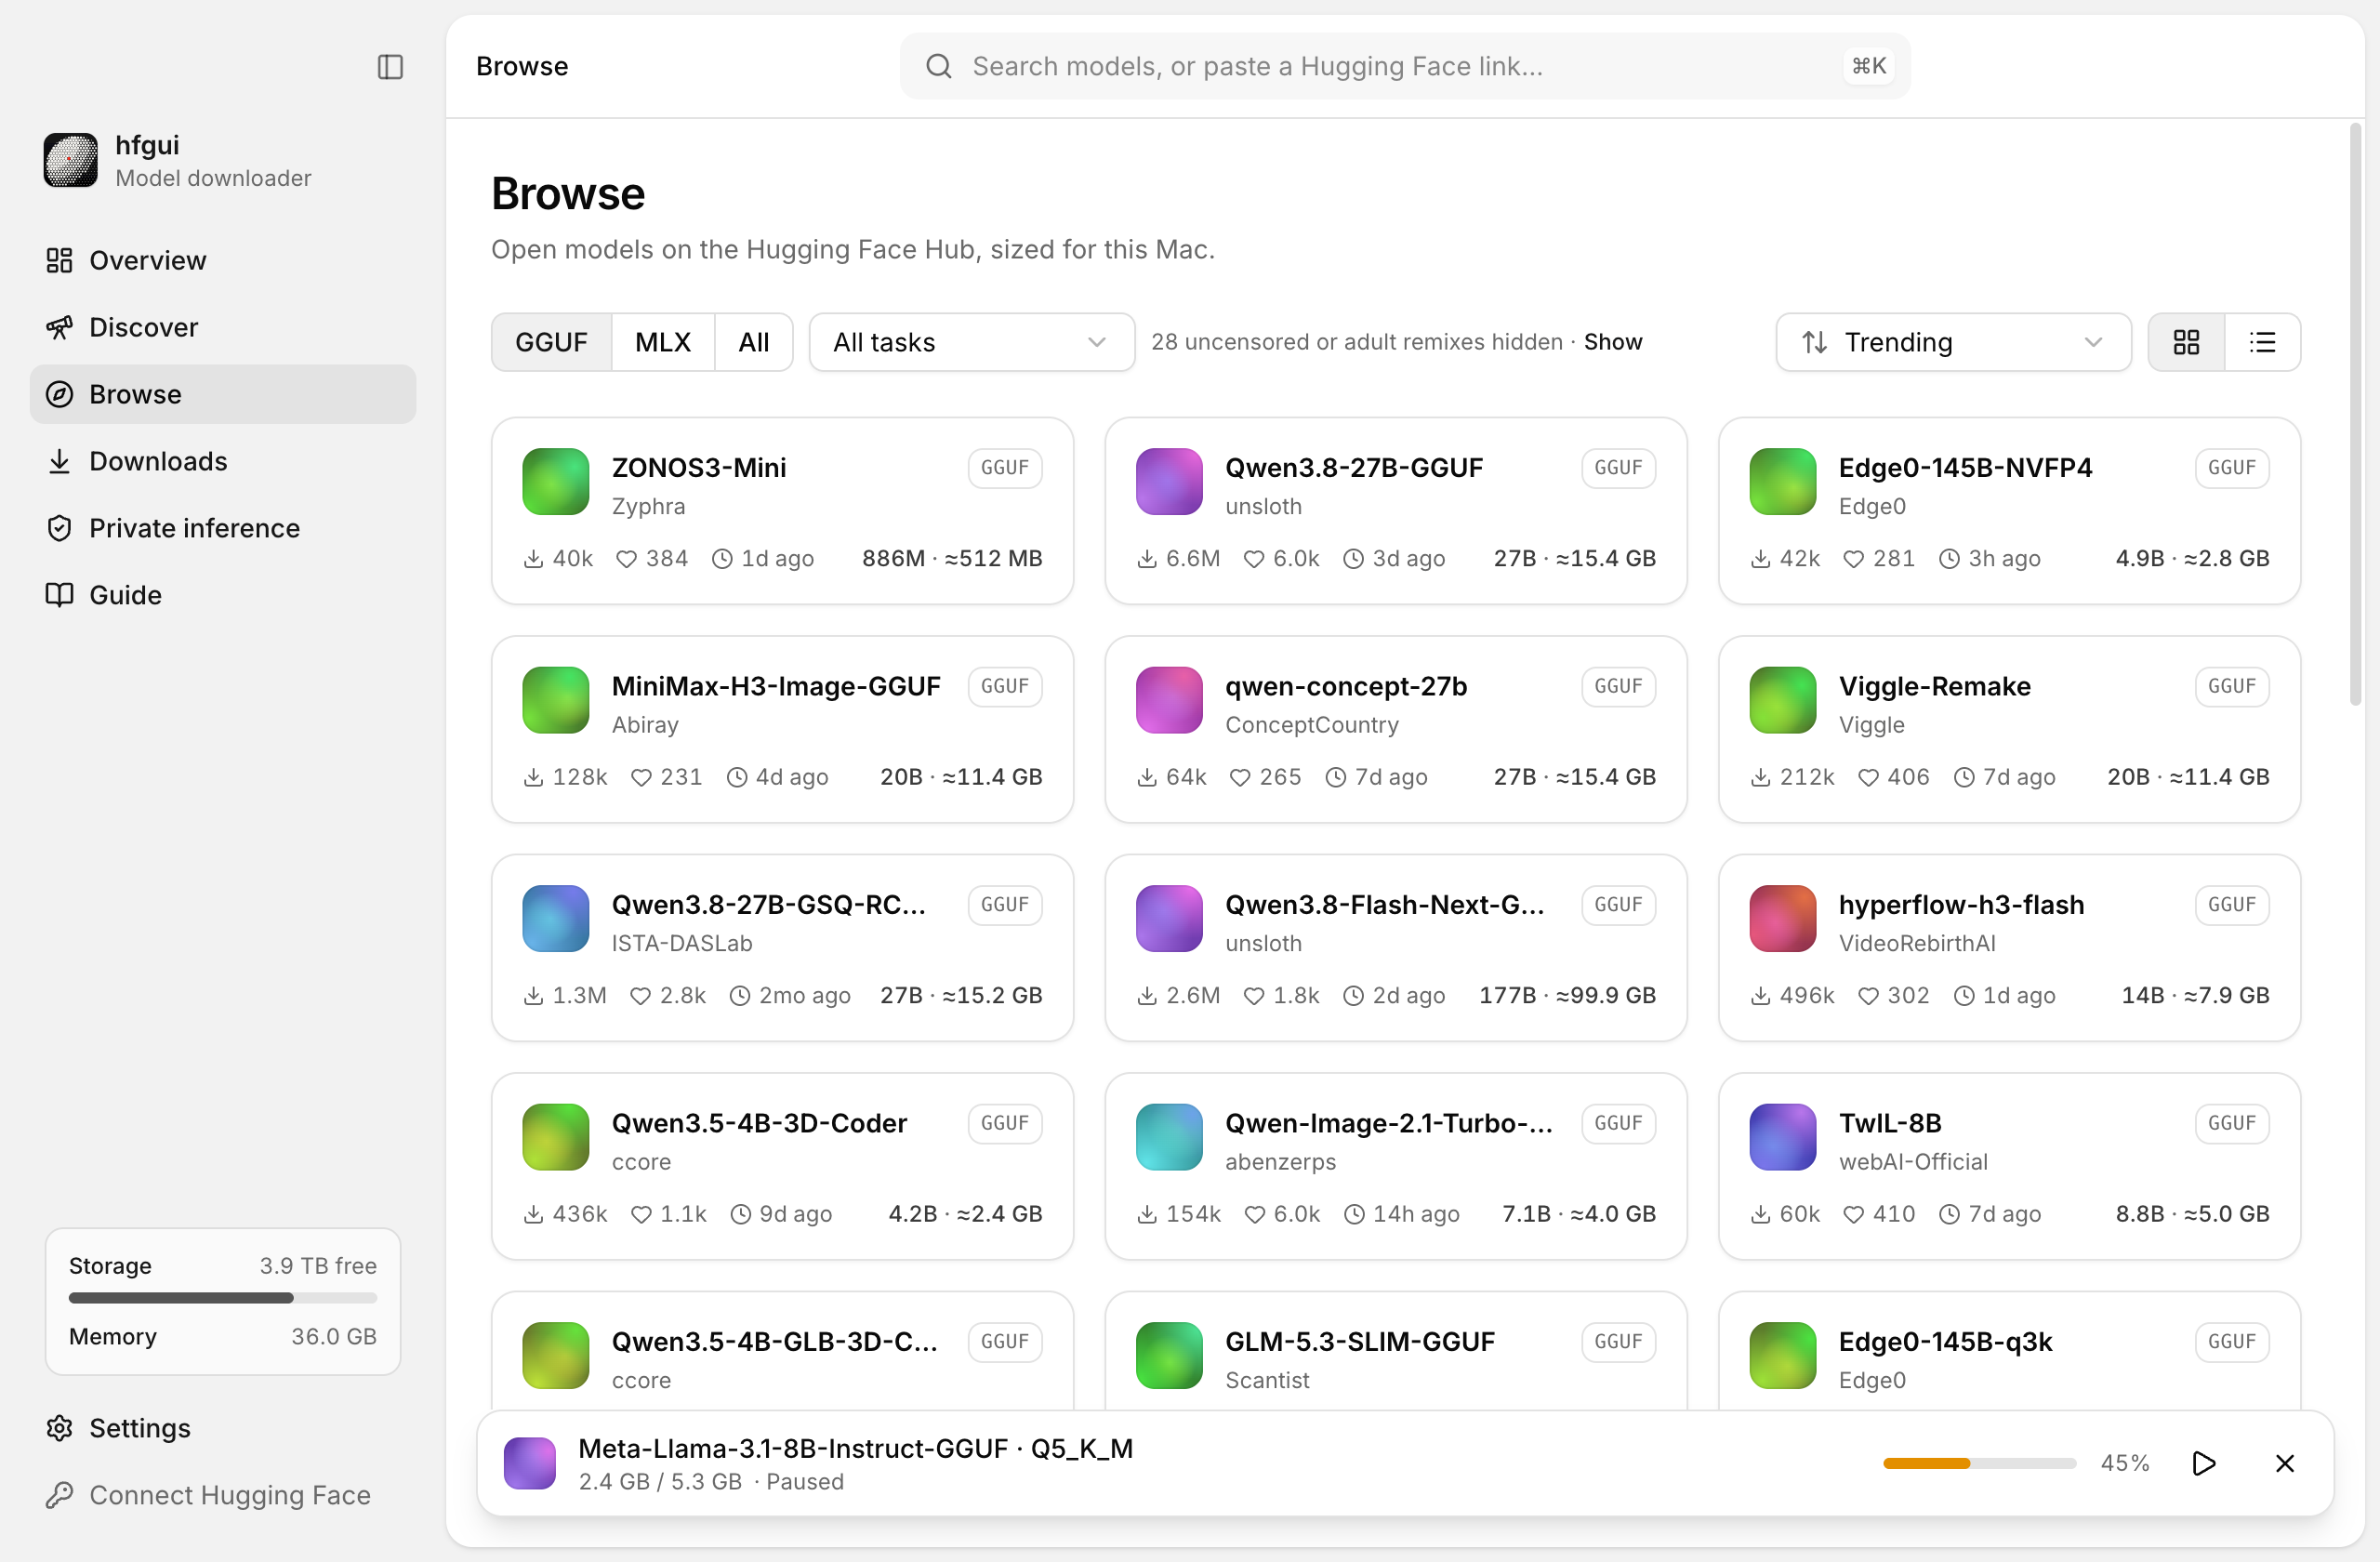 Browse
Search models, or paste a Hugging Face link...
⌘K
hfgui
Model downloader
Overview
Discover
Browse
Downloads
Private inference
Guide
Storage
3.9 TB free
Memory
36.0 GB
Settings
Connect Hugging Face
Browse
Open models on the Hugging Face Hub, sized for this Mac.
GGUF MLX All
All tasks
28 uncensored or adult remixes hidden · Show
Trending
ZONOS3-Mini GGUF
Zyphra
40k 384 1d ago 886M · ≈512 MB
Qwen3.8-27B-GGUF GGUF
unsloth
6.6M 6.0k 3d ago 27B · ≈15.4 GB
Edge0-145B-NVFP4 GGUF
Edge0
42k 281 3h ago 4.9B · ≈2.8 GB
MiniMax-H3-Image-GGUF GGUF
Abiray
128k 231 4d ago 20B · ≈11.4 GB
qwen-concept-27b GGUF
ConceptCountry
64k 265 7d ago 27B · ≈15.4 GB
Viggle-Remake GGUF
Viggle
212k 406 7d ago 20B · ≈11.4 GB
Qwen3.8-27B-GSQ-RC... GGUF
ISTA-DASLab
1.3M 2.8k 2mo ago 27B · ≈15.2 GB
Qwen3.8-Flash-Next-G... GGUF
unsloth
2.6M 1.8k 2d ago 177B · ≈99.9 GB
hyperflow-h3-flash GGUF
VideoRebirthAI
496k 302 1d ago 14B · ≈7.9 GB
Qwen3.5-4B-3D-Coder GGUF
ccore
436k 1.1k 9d ago 4.2B · ≈2.4 GB
Qwen-Image-2.1-Turbo-... GGUF
abenzerps
154k 6.0k 14h ago 7.1B · ≈4.0 GB
TwIL-8B GGUF
webAI-Official
60k 410 7d ago 8.8B · ≈5.0 GB
Qwen3.5-4B-GLB-3D-C... GGUF
ccore
GLM-5.3-SLIM-GGUF GGUF
Scantist
Edge0-145B-q3k GGUF
Edge0
Meta-Llama-3.1-8B-Instruct-GGUF · Q5_K_M
2.4 GB / 5.3 GB · Paused
45%